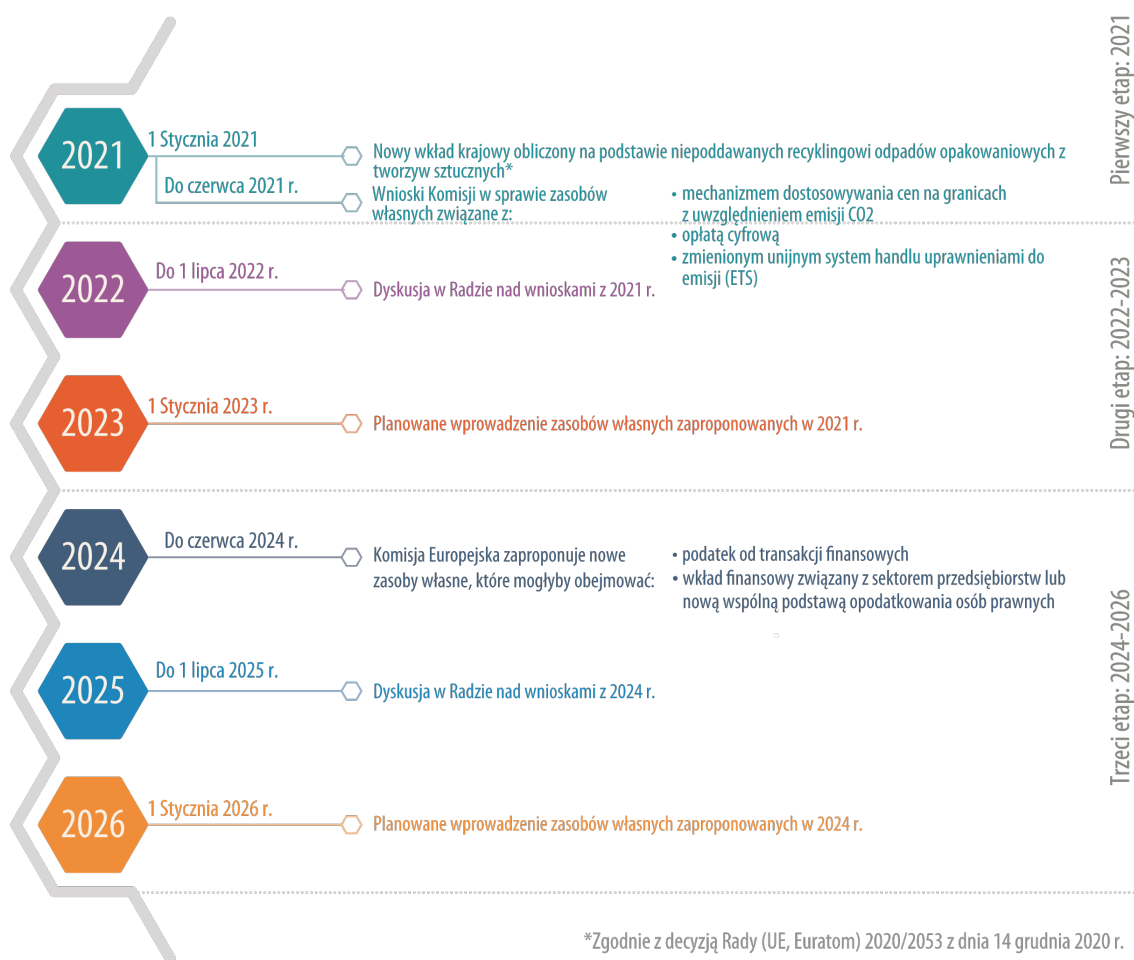 Pierwszy etap: 2021
2021
1 Stycznia 2021
Nowy wkład krajowy obliczony na podstawie niepoddawanych recyklingowi odpadów opakowaniowych z
tworzyw sztucznych*
Do czerwca 2021 r.
Wnioski Komisji w sprawie zasobów
własnych związane z:
• mechanizmem dostosowywania cen na granicach
z uwzględnieniem emisji CO2
• opłatą cyfrową
• zmienionym unijnym system handlu uprawnieniami do
emisji (ETS)
Drugi etap: 2022-2023
2022
Do 1 lipca 2022 r.
Dyskusja w Radzie nad wnioskami z 2021 r.
2023
1 Stycznia 2023 r.
Planowane wprowadzenie zasobów własnych zaproponowanych w 2021 r.
Trzeci etap: 2024-2026
2024
Do czerwca 2024 r.
Komisja Europejska zaproponuje nowe
zasoby własne, które mogłyby obejmować:
• podatek od transakcji finansowych
• wkład finansowy związany z sektorem przedsiębiorstw lub
nową wspólną podstawą opodatkowania osób prawnych
2025
Do 1 lipca 2025 r.
Dyskusja w Radzie nad wnioskami z 2024 r.
2026
1 Stycznia 2026 r.
Planowane wprowadzenie zasobów własnych zaproponowanych w 2024 r.
*Zgodnie z decyzją Rady (UE, Euratom) 2020/2053 z dnia 14 grudnia 2020 r.